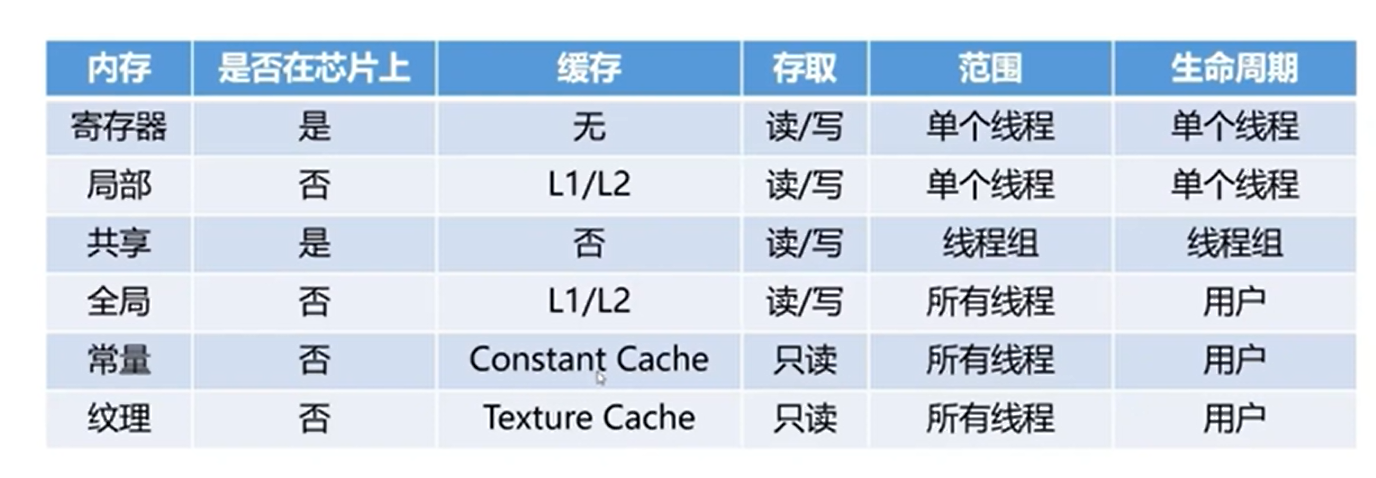 内存 是否在芯片上 缓存 存取 范围 生命周期
寄存器 是 无 读/写 单个线程 单个线程
局部 否 L1/L2 读/写 单个线程 单个线程
共享 是 否 读/写 线程组 线程组
全局 否 L1/L2 读/写 所有线程 用户
常量 否 Constant Cache 只读 所有线程 用户
纹理 否 Texture Cache 只读 所有线程 用户